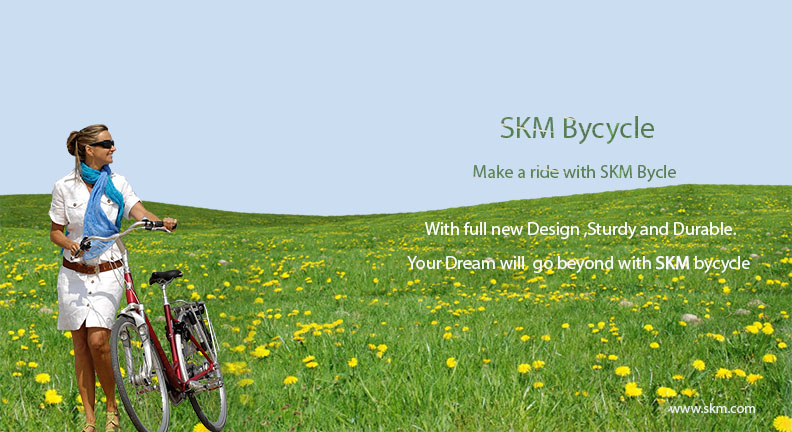 SKM Bycycle
Make a ride with SKM Bycle
With full new Design ,Sturdy and Durable.
Your Dream will  go beyond with SKM bycycle
www.skm.com